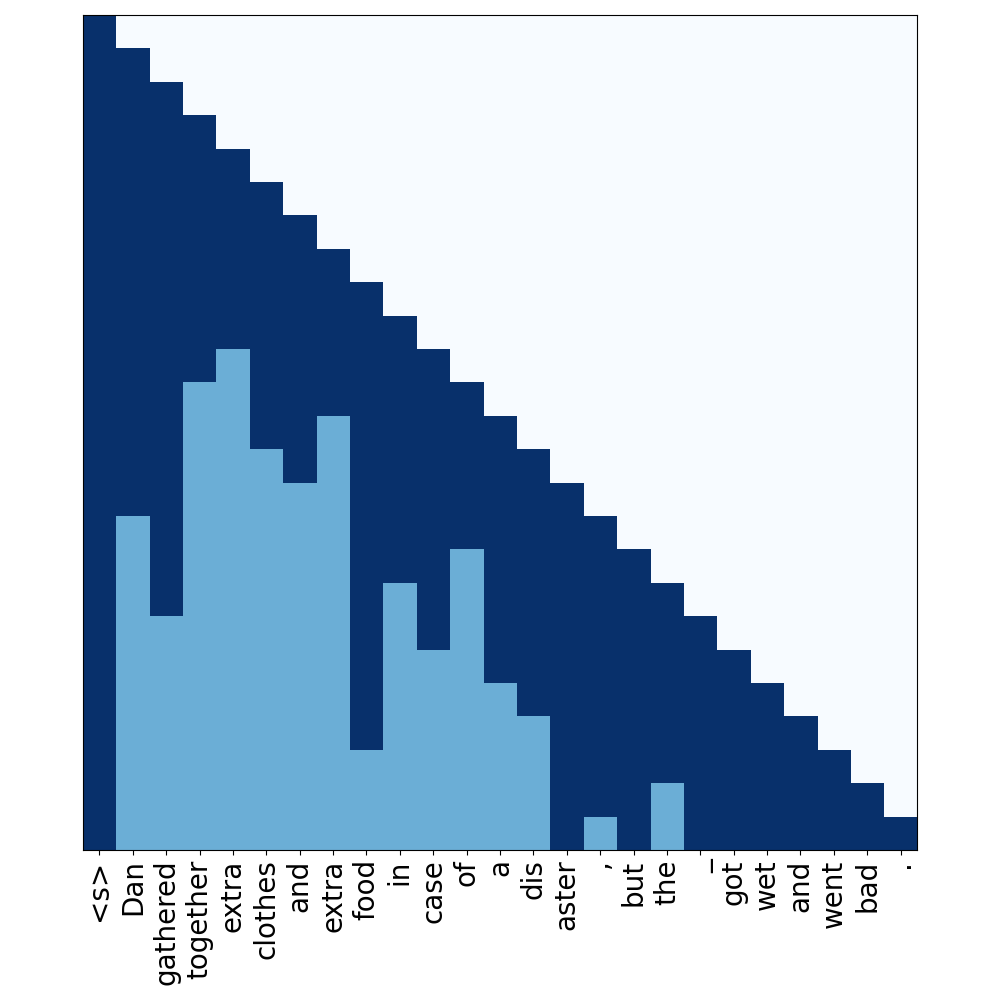 <s>
Dan
gathered
together
extra
clothes
and
extra
food
in
case
of
a
dis
aster
,
but
the
_
got
wet
and
went
bad
.